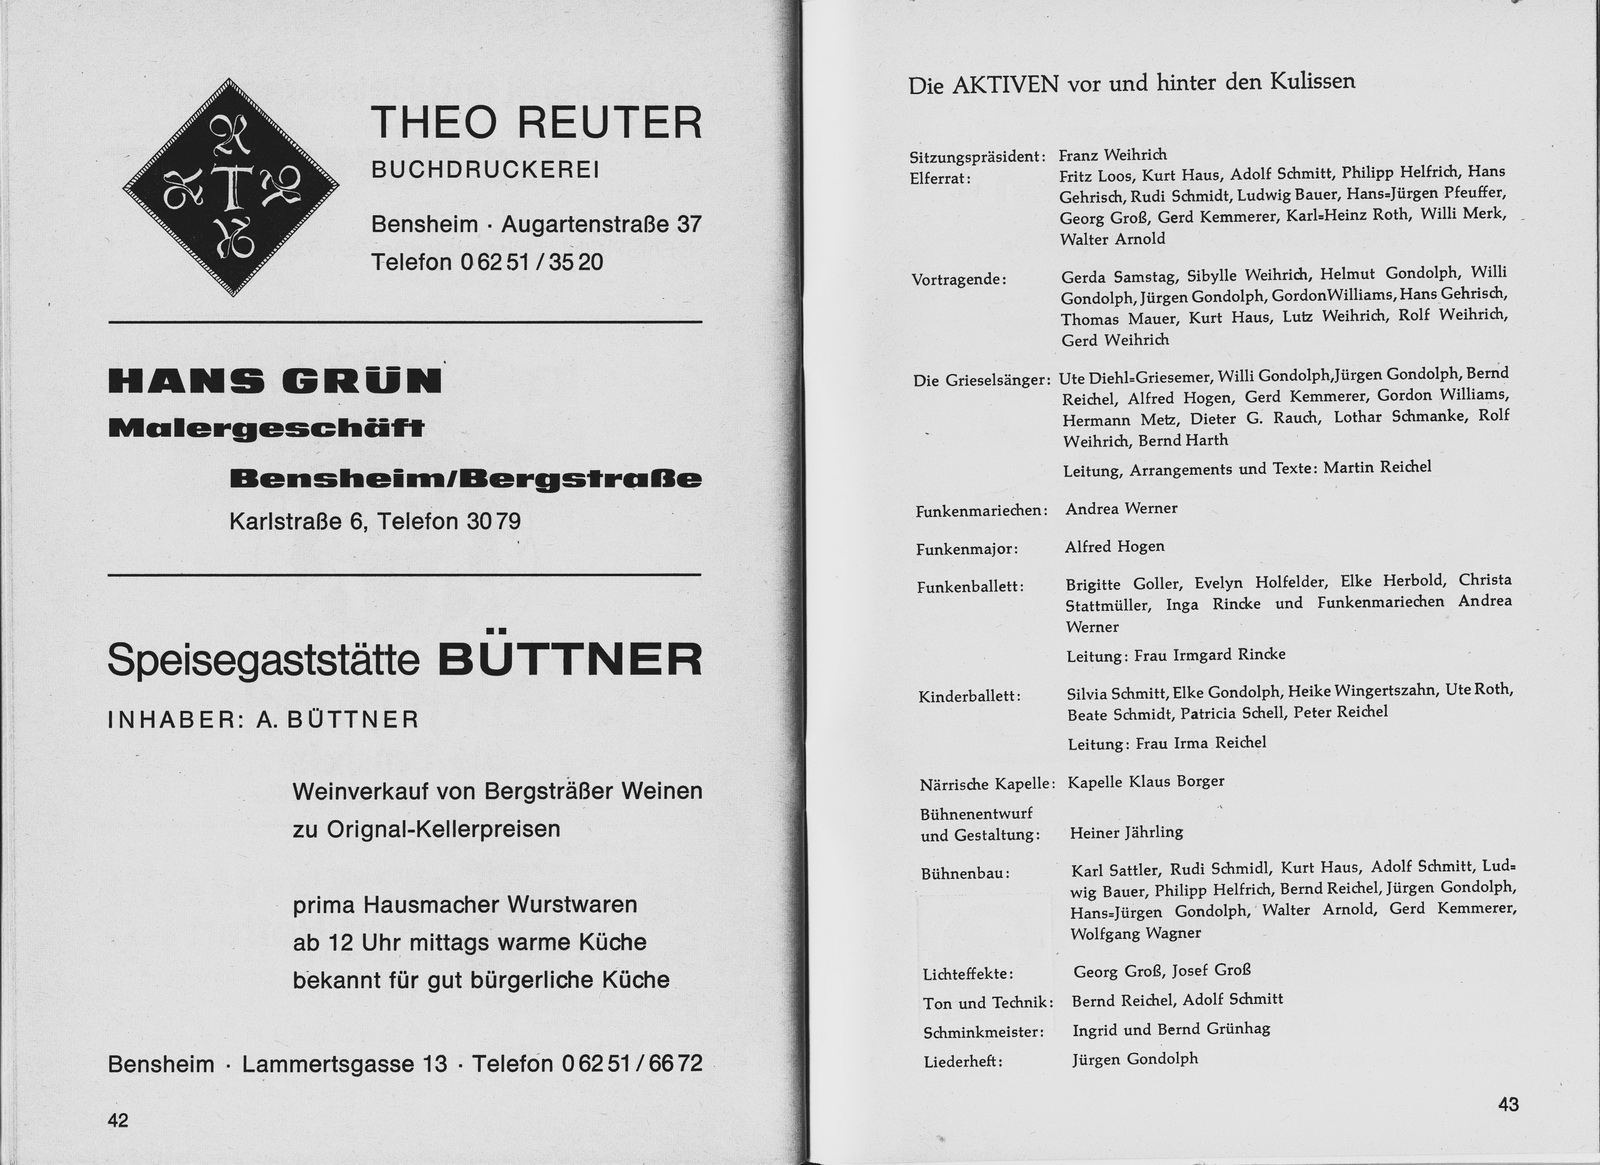 THEO REUTER
BUCHDRUCKEREI
Bensheim · Augartenstraße 37
Telefon 0 62 51 / 35 20
HANS GRÜN
Malergeschäft
Bensheim/Bergstraße
Karlstraße 6, Telefon 30 79
Speisegaststätte BÜTTNER
INHABER: A. BÜTTNER
Weinverkauf von Bergsträßer Weinen
zu Orignal-Kellerpreisen
prima Hausmacher Wurstwaren
ab 12 Uhr mittags warme Küche
bekannt für gut bürgerliche Küche
Bensheim · Lammertsgasse 13 · Telefon 0 62 51 / 66 72
42
Die AKTIVEN vor und hinter den Kulissen
Sitzungspräsident: Franz Weihrich
Elferrat: Fritz Loos, Kurt Haus, Adolf Schmitt, Philipp Helfrich, Hans
Gehrisch, Rudi Schmidt, Ludwig Bauer, Hans=Jürgen Pfeuffer,
Georg Groß, Gerd Kemmerer, Karl=Heinz Roth, Willi Merk,
Walter Arnold
Vortragende: Gerda Samstag, Sibylle Weihrich, Helmut Gondolph, Willi
Gondolph, Jürgen Gondolph, GordonWilliams, Hans Gehrisch,
Thomas Mauer, Kurt Haus, Lutz Weihrich, Rolf Weihrich,
Gerd Weihrich
Die Grieselsänger: Ute Diehl=Griesemer, Willi Gondolph,Jürgen Gondolph, Bernd
Reichel, Alfred Hogen, Gerd Kemmerer, Gordon Williams,
Hermann Metz, Dieter G. Rauch, Lothar Schmanke, Rolf
Weihrich, Bernd Harth
Leitung, Arrangements und Texte: Martin Reichel
Funkenmariechen: Andrea Werner
Funkenmajor: Alfred Hogen
Funkenballett: Brigitte Goller, Evelyn Holfelder, Elke Herbold, Christa
Stattmüller, Inga Rincke und Funkenmariechen Andrea
Werner
Leitung: Frau Irmgard Rincke
Kinderballett: Silvia Schmitt, Elke Gondolph, Heike Wingertszahn, Ute Roth,
Beate Schmidt, Patricia Schell, Peter Reichel
Leitung: Frau Irma Reichel
Närrische Kapelle: Kapelle Klaus Borger
Bühnenentwurf
und Gestaltung: Heiner Jährling
Bühnenbau: Karl Sattler, Rudi Schmidl, Kurt Haus, Adolf Schmitt, Lud=
wig Bauer, Philipp Helfrich, Bernd Reichel, Jürgen Gondolph,
Hans=Jürgen Gondolph, Walter Arnold, Gerd Kemmerer,
Wolfgang Wagner
Lichteffekte: Georg Groß, Josef Groß
Ton und Technik: Bernd Reichel, Adolf Schmitt
Schminkmeister: Ingrid und Bernd Grünhag
Liederheft: Jürgen Gondolph
43